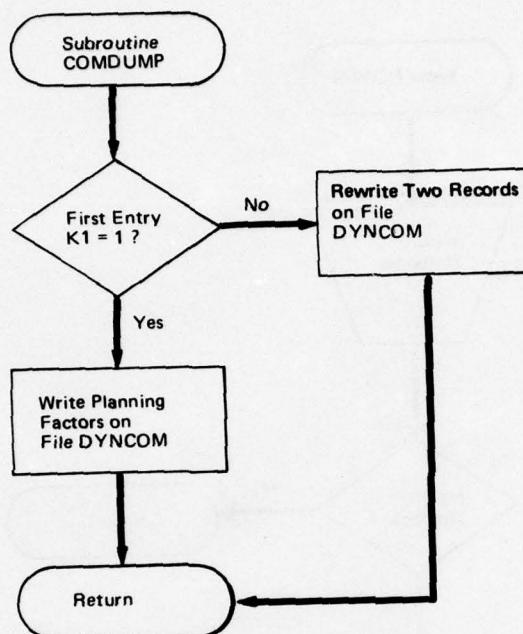 Subroutine
COMDUMP
First Entry
K1 = 1 ?
No
Rewrite Two Records
on File
DYNCOM
Yes
Write Planning
Factors on
File DYNCOM
Return